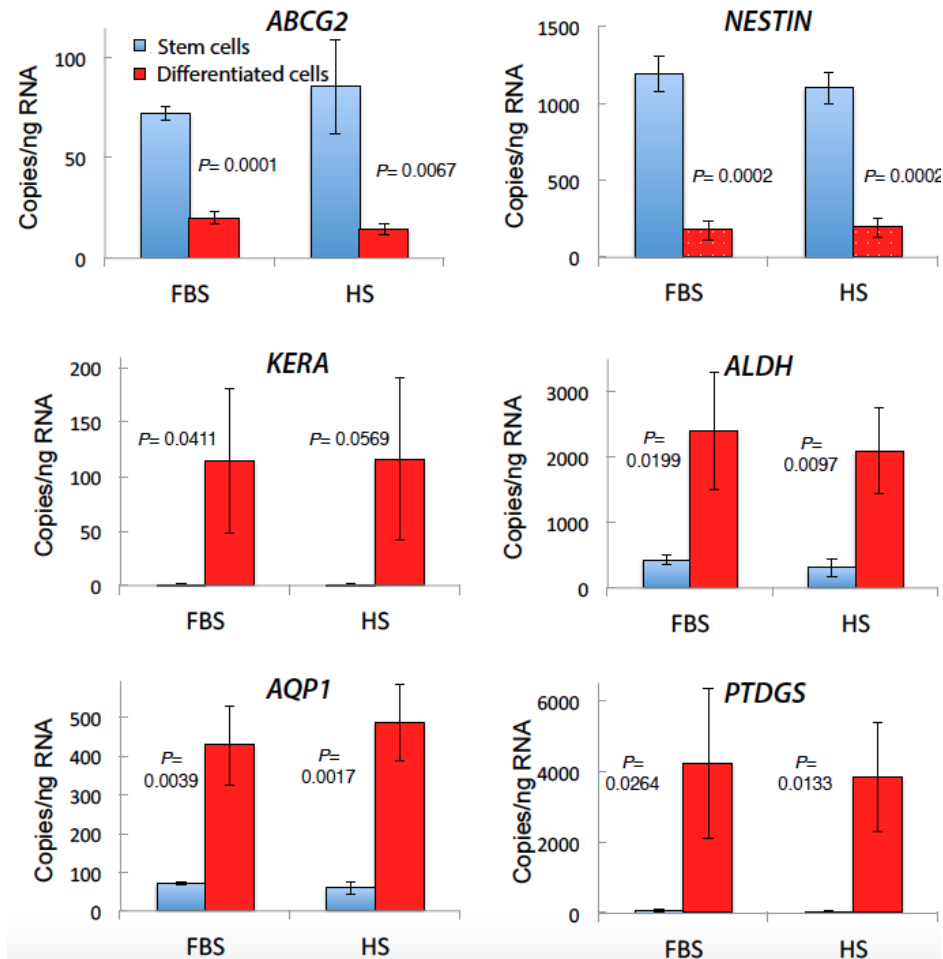 ABCG2
Stem cells
Differentiated cells
Copies/ng RNA
100
50
0
P= 0.0001
P= 0.0067
FBS
HS
NESTIN
Copies/ng RNA
1500
1000
500
0
P= 0.0002
P= 0.0002
FBS
HS
KERA
Copies/ng RNA
200
150
100
50
0
P= 0.0411
P= 0.0569
FBS
HS
ALDH
Copies/ng RNA
3000
2000
1000
0
P=
0.0199
P=
0.0097
FBS
HS
AQP1
Copies/ng RNA
500
400
300
200
100
0
P=
0.0039
P=
0.0017
FBS
HS
PTDGS
Copies/ng RNA
6000
4000
2000
0
P=
0.0264
P=
0.0133
FBS
HS